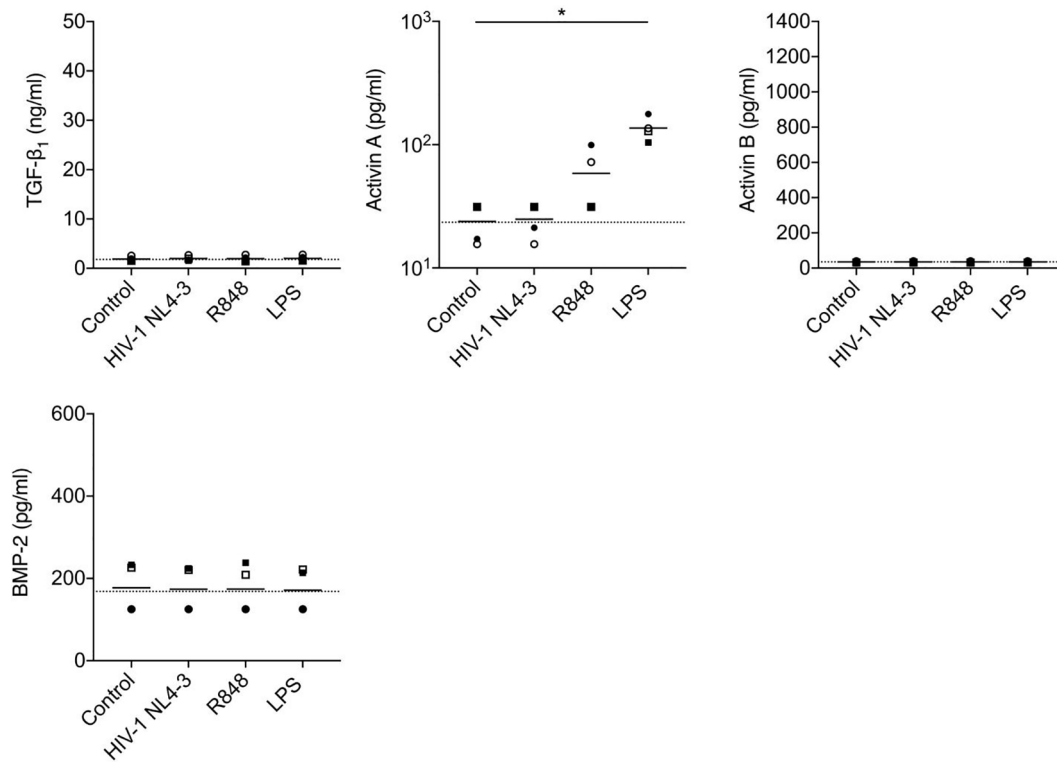 TGF-β₁ (ng/ml)
50
40
30
20
10
0
Control
HIV-1 NL4-3
R848
LPS
Activin A (pg/ml)
*
10³
10²
10¹
Control
HIV-1 NL4-3
R848
LPS
Activin B (pg/ml)
1400
1200
1000
800
600
400
200
0
Control
HIV-1 NL4-3
R848
LPS
BMP-2 (pg/ml)
600
400
200
0
Control
HIV-1 NL4-3
R848
LPS